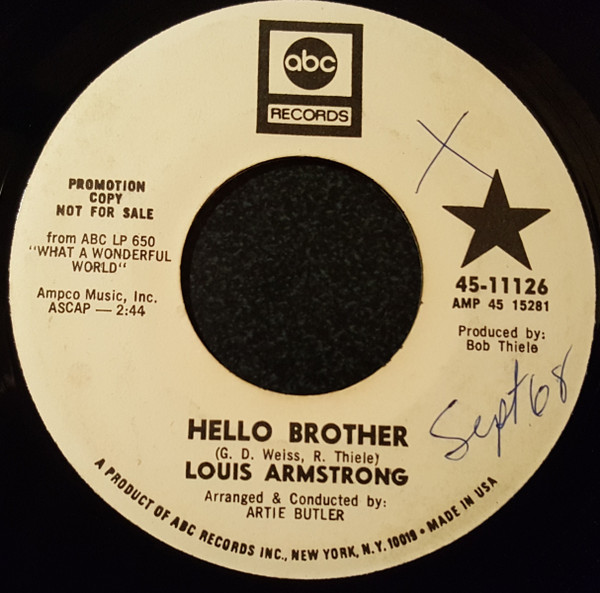 abc
RECORDS
PROMOTION
COPY
NOT FOR SALE
from ABC LP 650
"WHAT A WONDERFUL
WORLD"
Ampco Music, Inc.
ASCAP — 2:44
X
45-11126
AMP 45 15281
Produced by:
Bob Thiele
Sept 68
HELLO BROTHER
(G. D. Weiss, R. Thiele)
LOUIS ARMSTRONG
Arranged & Conducted by:
ARTIE BUTLER
A PRODUCT OF ABC RECORDS INC., NEW YORK, N.Y. 10019 • MADE IN USA